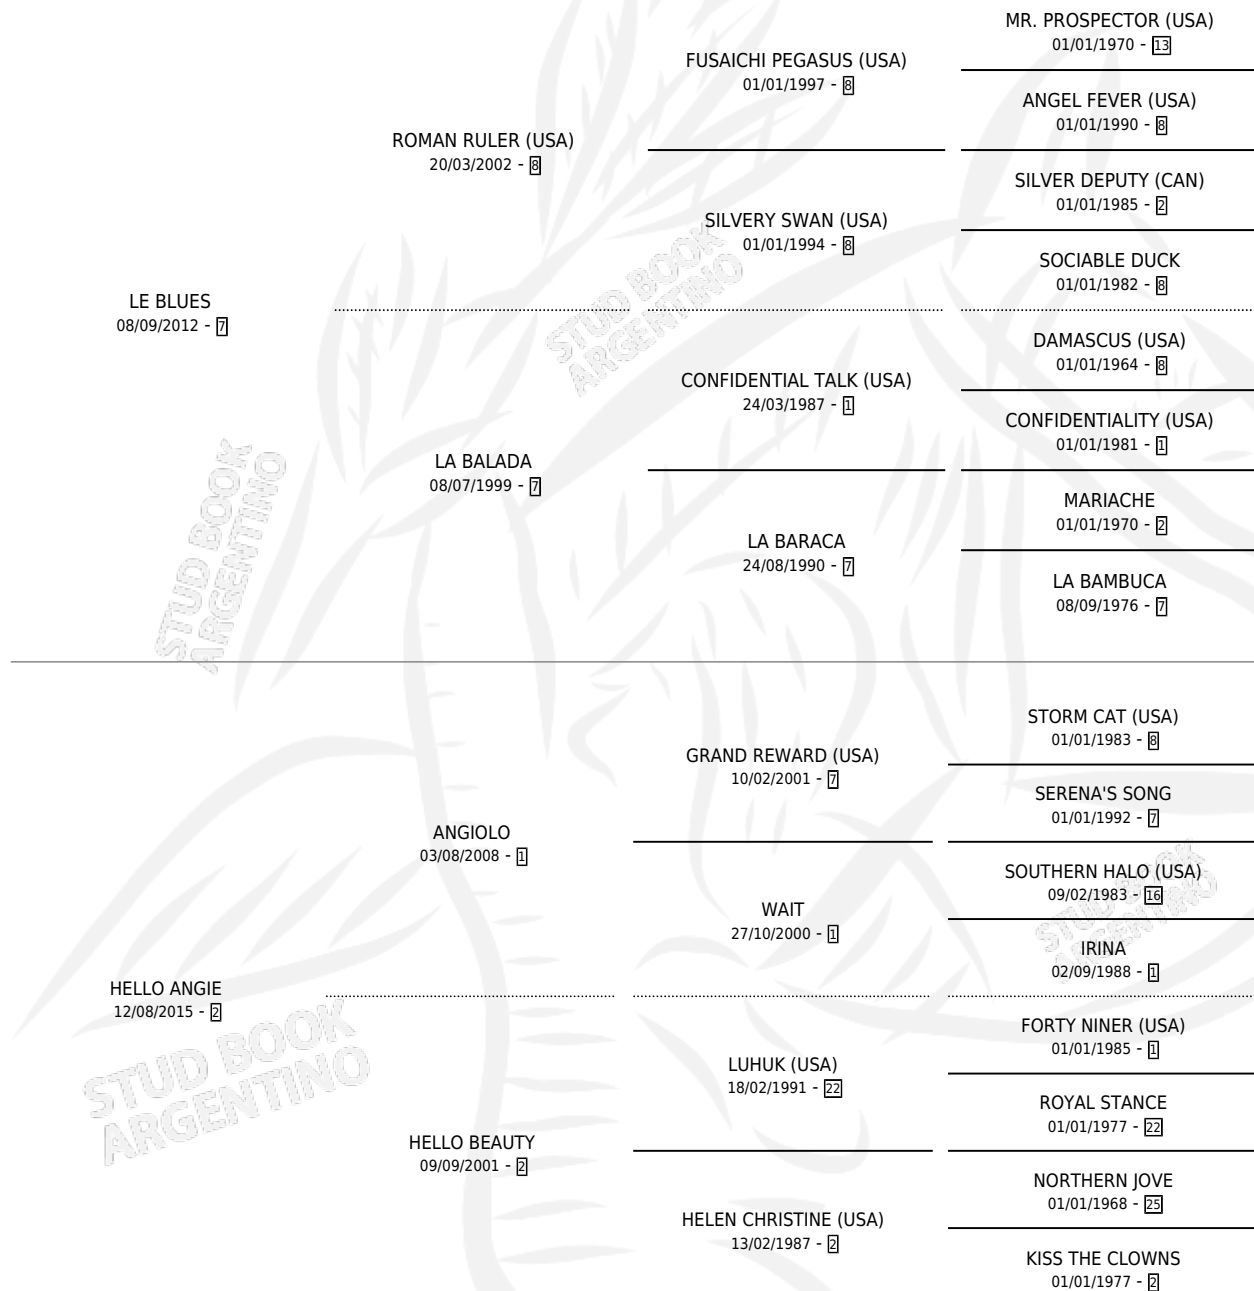 MR. PROSPECTOR (USA)
01/01/1970 - 13
FUSAICHI PEGASUS (USA)
01/01/1997 - 8
ANGEL FEVER (USA)
01/01/1990 - 8
ROMAN RULER (USA)
20/03/2002 - 8
SILVER DEPUTY (CAN)
01/01/1985 - 2
SILVERY SWAN (USA)
01/01/1994 - 8
SOCIABLE DUCK
01/01/1982 - 8
LE BLUES
08/09/2012 - 7
STUD BOOK
ARGENTINO
DAMASCUS (USA)
01/01/1964 - 8
CONFIDENTIAL TALK (USA)
24/03/1987 - 1
CONFIDENTIALITY (USA)
01/01/1981 - 1
LA BALADA
08/07/1999 - 7
MARIACHE
01/01/1970 - 2
LA BARACA
24/08/1990 - 7
LA BAMBUCA
08/09/1976 - 7
STUD BOOK
ARGENTINO
STORM CAT (USA)
01/01/1983 - 8
GRAND REWARD (USA)
10/02/2001 - 7
SERENA'S SONG
01/01/1992 - 7
ANGIOLO
03/08/2008 - 1
SOUTHERN HALO (USA)
09/02/1983 - 16
WAIT
27/10/2000 - 1
STUD BOOK
ARGENTINO
IRINA
02/09/1988 - 1
HELLO ANGIE
12/08/2015 - 2
STUD BOOK
ARGENTINO
FORTY NINER (USA)
01/01/1985 - 1
LUHUK (USA)
18/02/1991 - 22
ROYAL STANCE
01/01/1977 - 22
HELLO BEAUTY
09/09/2001 - 2
NORTHERN JOVE
01/01/1968 - 25
HELEN CHRISTINE (USA)
13/02/1987 - 2
KISS THE CLOWNS
01/01/1977 - 2